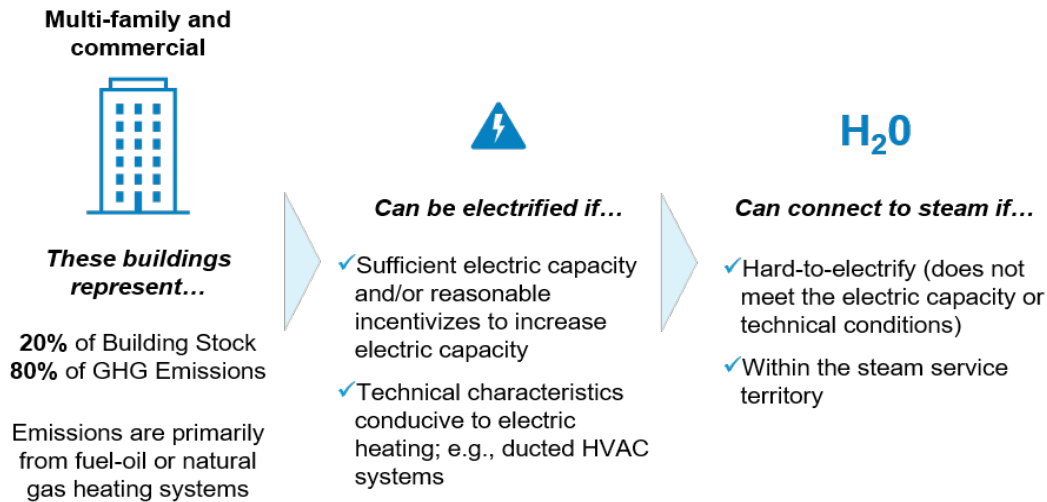 Multi-family and
commercial
These buildings
represent…
20% of Building Stock
80% of GHG Emissions
Emissions are primarily
from fuel-oil or natural
gas heating systems
Can be electrified if…
✓Sufficient electric capacity
and/or reasonable
incentivizes to increase
electric capacity
✓Technical characteristics
conducive to electric
heating; e.g., ducted HVAC
systems
H₂0
Can connect to steam if…
✓Hard-to-electrify (does not
meet the electric capacity or
technical conditions)
✓Within the steam service
territory